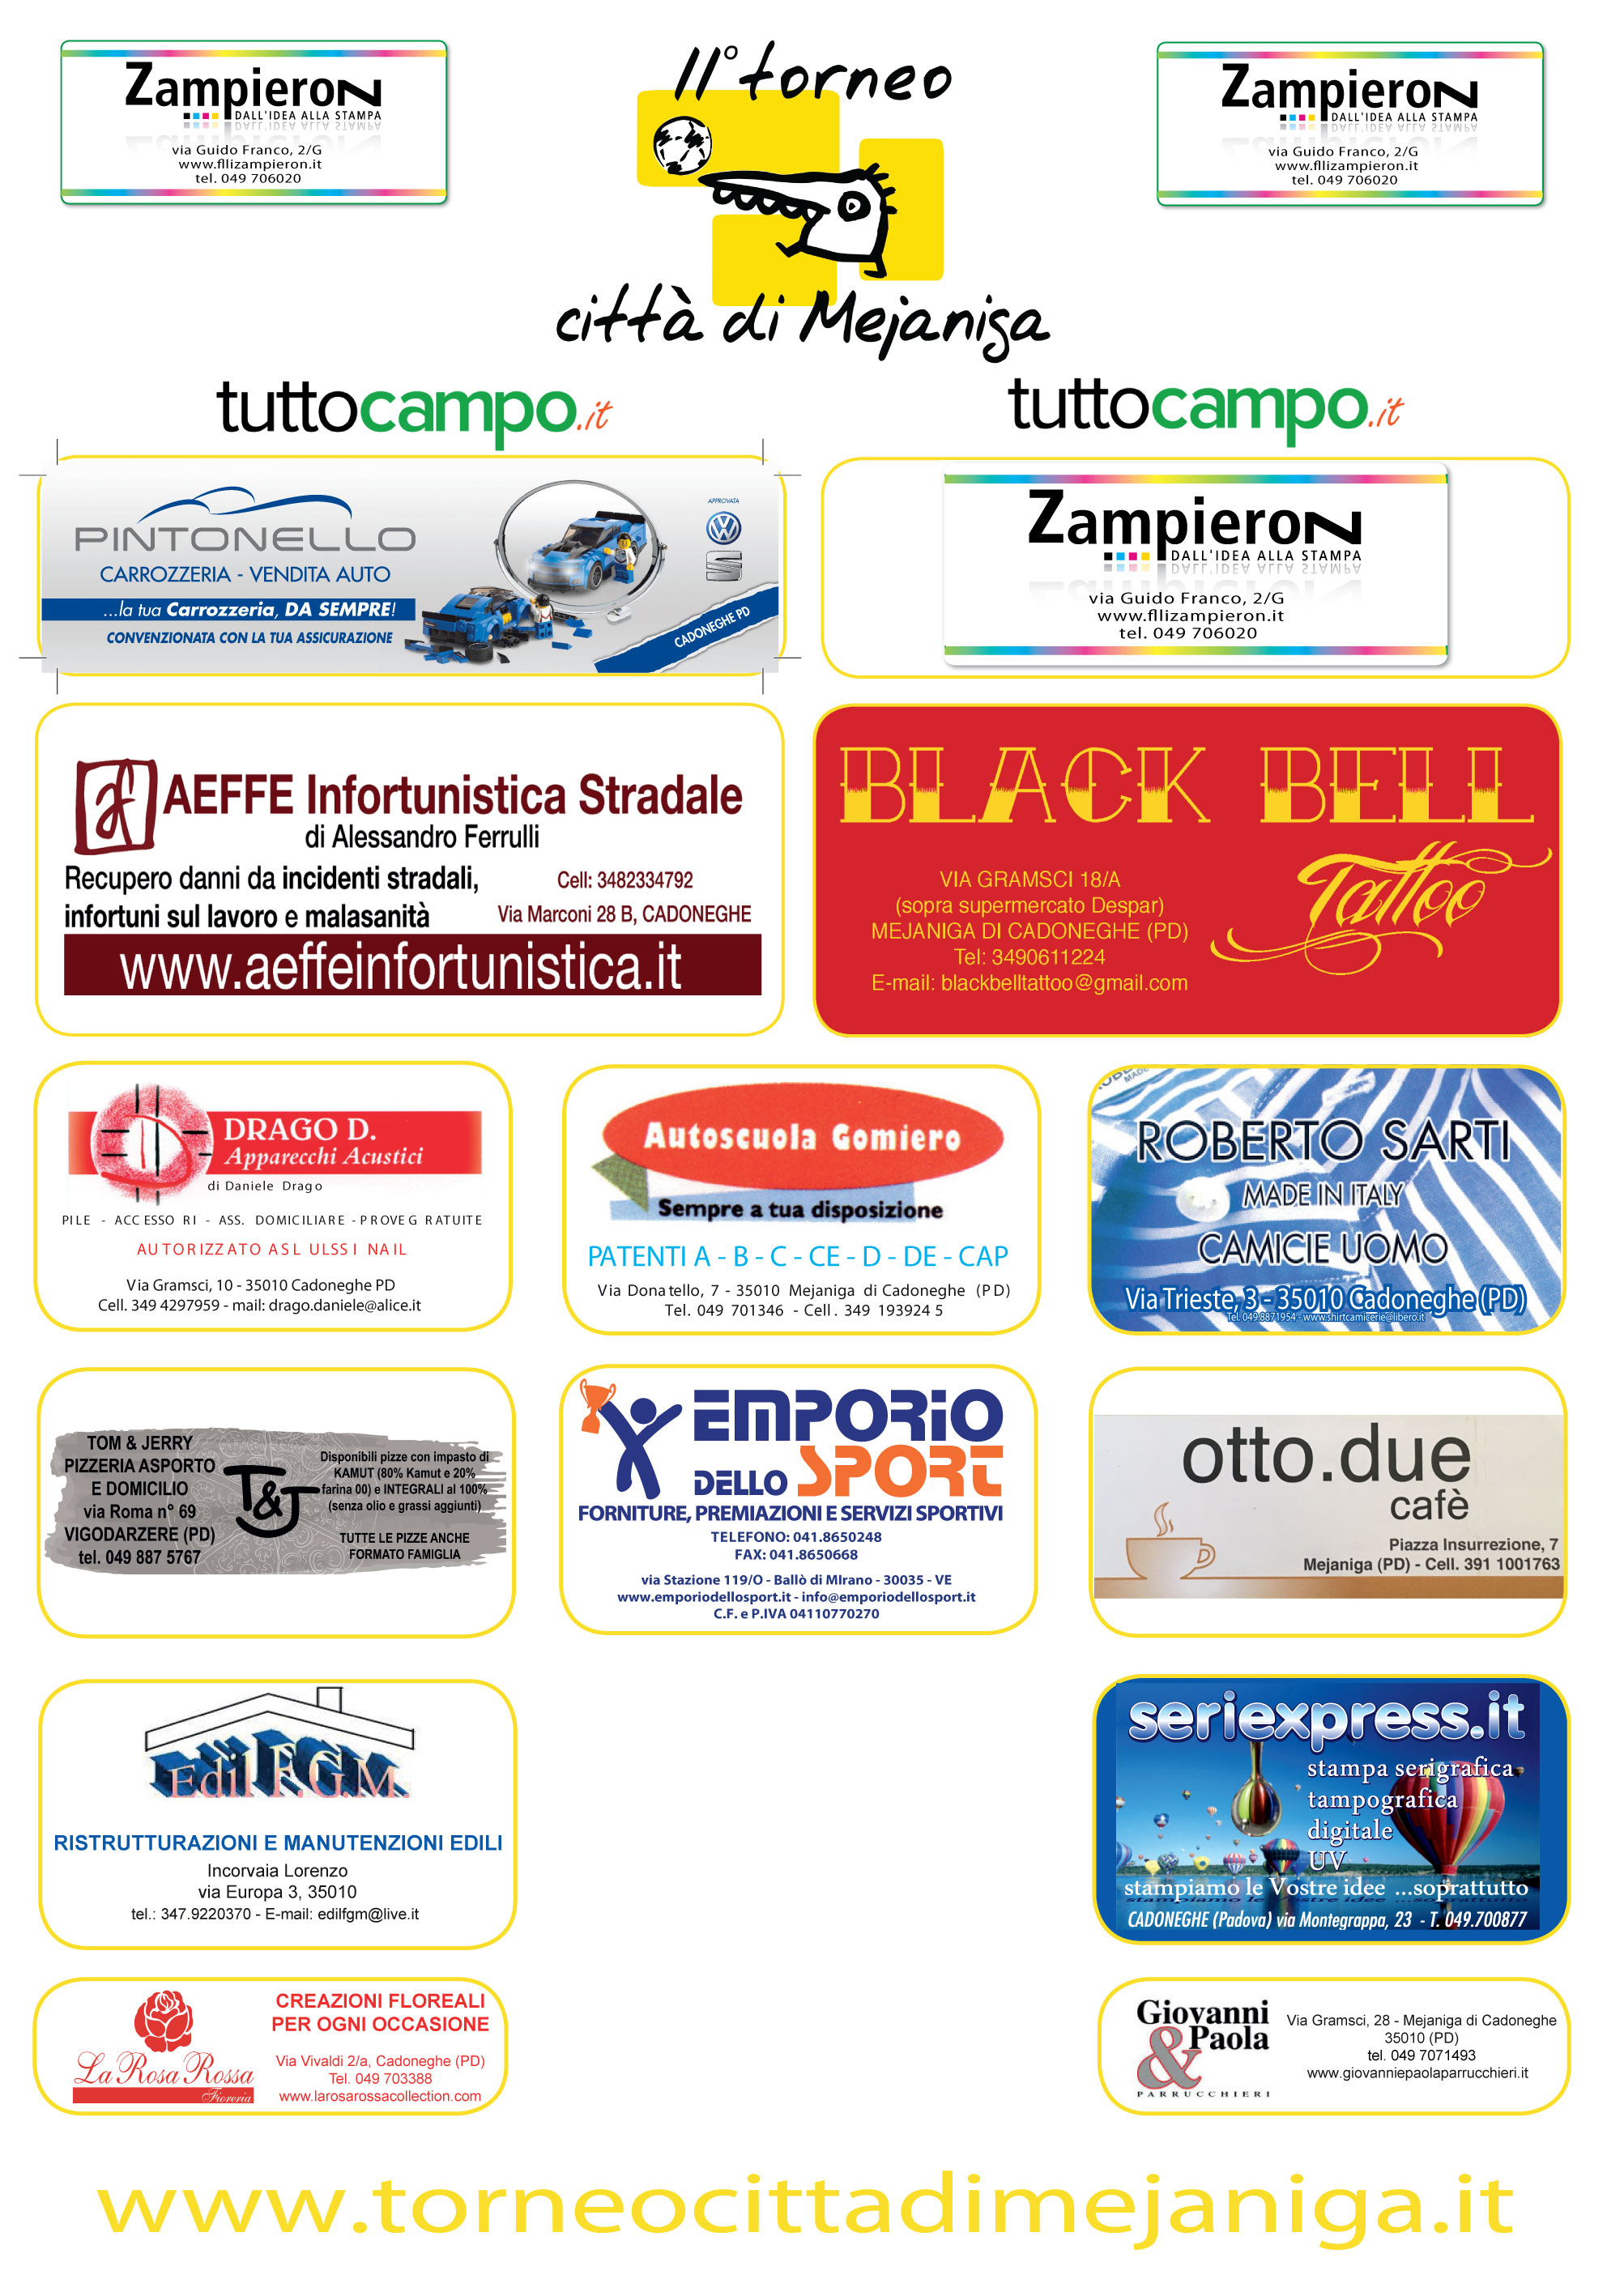 Zampieron
DALL'IDEA ALLA STAMPA
via Guido Franco, 2/G
www.fllizampieron.it
tel. 049 706020
11° torneo
città di Mejaniga
Zampieron
DALL'IDEA ALLA STAMPA
via Guido Franco, 2/G
www.fllizampieron.it
tel. 049 706020
tuttocampo.it
tuttocampo.it
PINTONELLO
CARROZZERIA - VENDITA AUTO
...la tua Carrozzeria, DA SEMPRE!
CONVENZIONATA CON LA TUA ASSICURAZIONE
APPROVATA
CADONEGHE PD
Zampieron
DALL'IDEA ALLA STAMPA
via Guido Franco, 2/G
www.fllizampieron.it
tel. 049 706020
AEFFE Infortunistica Stradale
di Alessandro Ferrulli
Recupero danni da incidenti stradali,
infortuni sul lavoro e malasanità
Cell: 3482334792
Via Marconi 28 B, CADONEGHE
www.aeffeinfortunistica.it
BLACK BELL
Tattoo
VIA GRAMSCI 18/A
(sopra supermercato Despar)
MEJANIGA DI CADONEGHE (PD)
Tel: 3490611224
E-mail: blackbelltattoo@gmail.com
DRAGO D.
Apparecchi Acustici
di Daniele Drago
PILE - ACCESSO RI - ASS. DOMICILIARE - PROVE G RATUITE
AUTORIZZATO ASL ULSS I NAIL
Via Gramsci, 10 - 35010 Cadoneghe PD
Cell. 349 4297959 - mail: drago.daniele@alice.it
Autoscuola Gomiero
Sempre a tua disposizione
PATENTI A - B - C - CE - D - DE - CAP
Via Dona tello, 7 - 35010 Mejaniga di Cadoneghe (PD)
Tel. 049 701346 - Cell. 349 193924 5
ROBERTO SARTI
MADE IN ITALY
CAMICIE UOMO
Via Trieste, 3 - 35010 Cadoneghe (PD)
Tel. 049.8871954 - www.shirtcamicerie@libero.it
TOM & JERRY
PIZZERIA ASPORTO
E DOMICILIO
via Roma n° 69
VIGODARZERE (PD)
tel. 049 887 5767
T&J
Disponibili pizze con impasto di
KAMUT (80% Kamut e 20%
farina 00) e INTEGRALI al 100%
(senza olio e grassi aggiunti)
TUTTE LE PIZZE ANCHE
FORMATO FAMIGLIA
EMPORIO
DELLO SPORT
FORNITURE, PREMIAZIONI E SERVIZI SPORTIVI
TELEFONO: 041.8650248
FAX: 041.8650668
via Stazione 119/O - Ballò di MIrano - 30035 - VE
www.emporiodellosport.it - info@emporiodellosport.it
C.F. e P.IVA 04110770270
otto.due
cafè
Piazza Insurrezione, 7
Mejaniga (PD) - Cell. 391 1001763
Edil F.G.M.
RISTRUTTURAZIONI E MANUTENZIONI EDILI
Incorvaia Lorenzo
via Europa 3, 35010
tel.: 347.9220370 - E-mail: edilfgm@live.it
seriexpress.it
stampa serigrafica
tampografica
digitale
UV
stampiamo le Vostre idee ...soprattutto
CADONEGHE (Padova) via Montegrappa, 23 - T. 049.700877
La Rosa Rossa
Fioreria
CREAZIONI FLOREALI
PER OGNI OCCASIONE
Via Vivaldi 2/a, Cadoneghe (PD)
Tel. 049 703388
www.larosarossacollection.com
Giovanni
& Paola
PARRUCCHIERI
Via Gramsci, 28 - Mejaniga di Cadoneghe
35010 (PD)
tel. 049 7071493
www.giovanniepaolaparrucchieri.it
www.torneocittadimejaniga.it